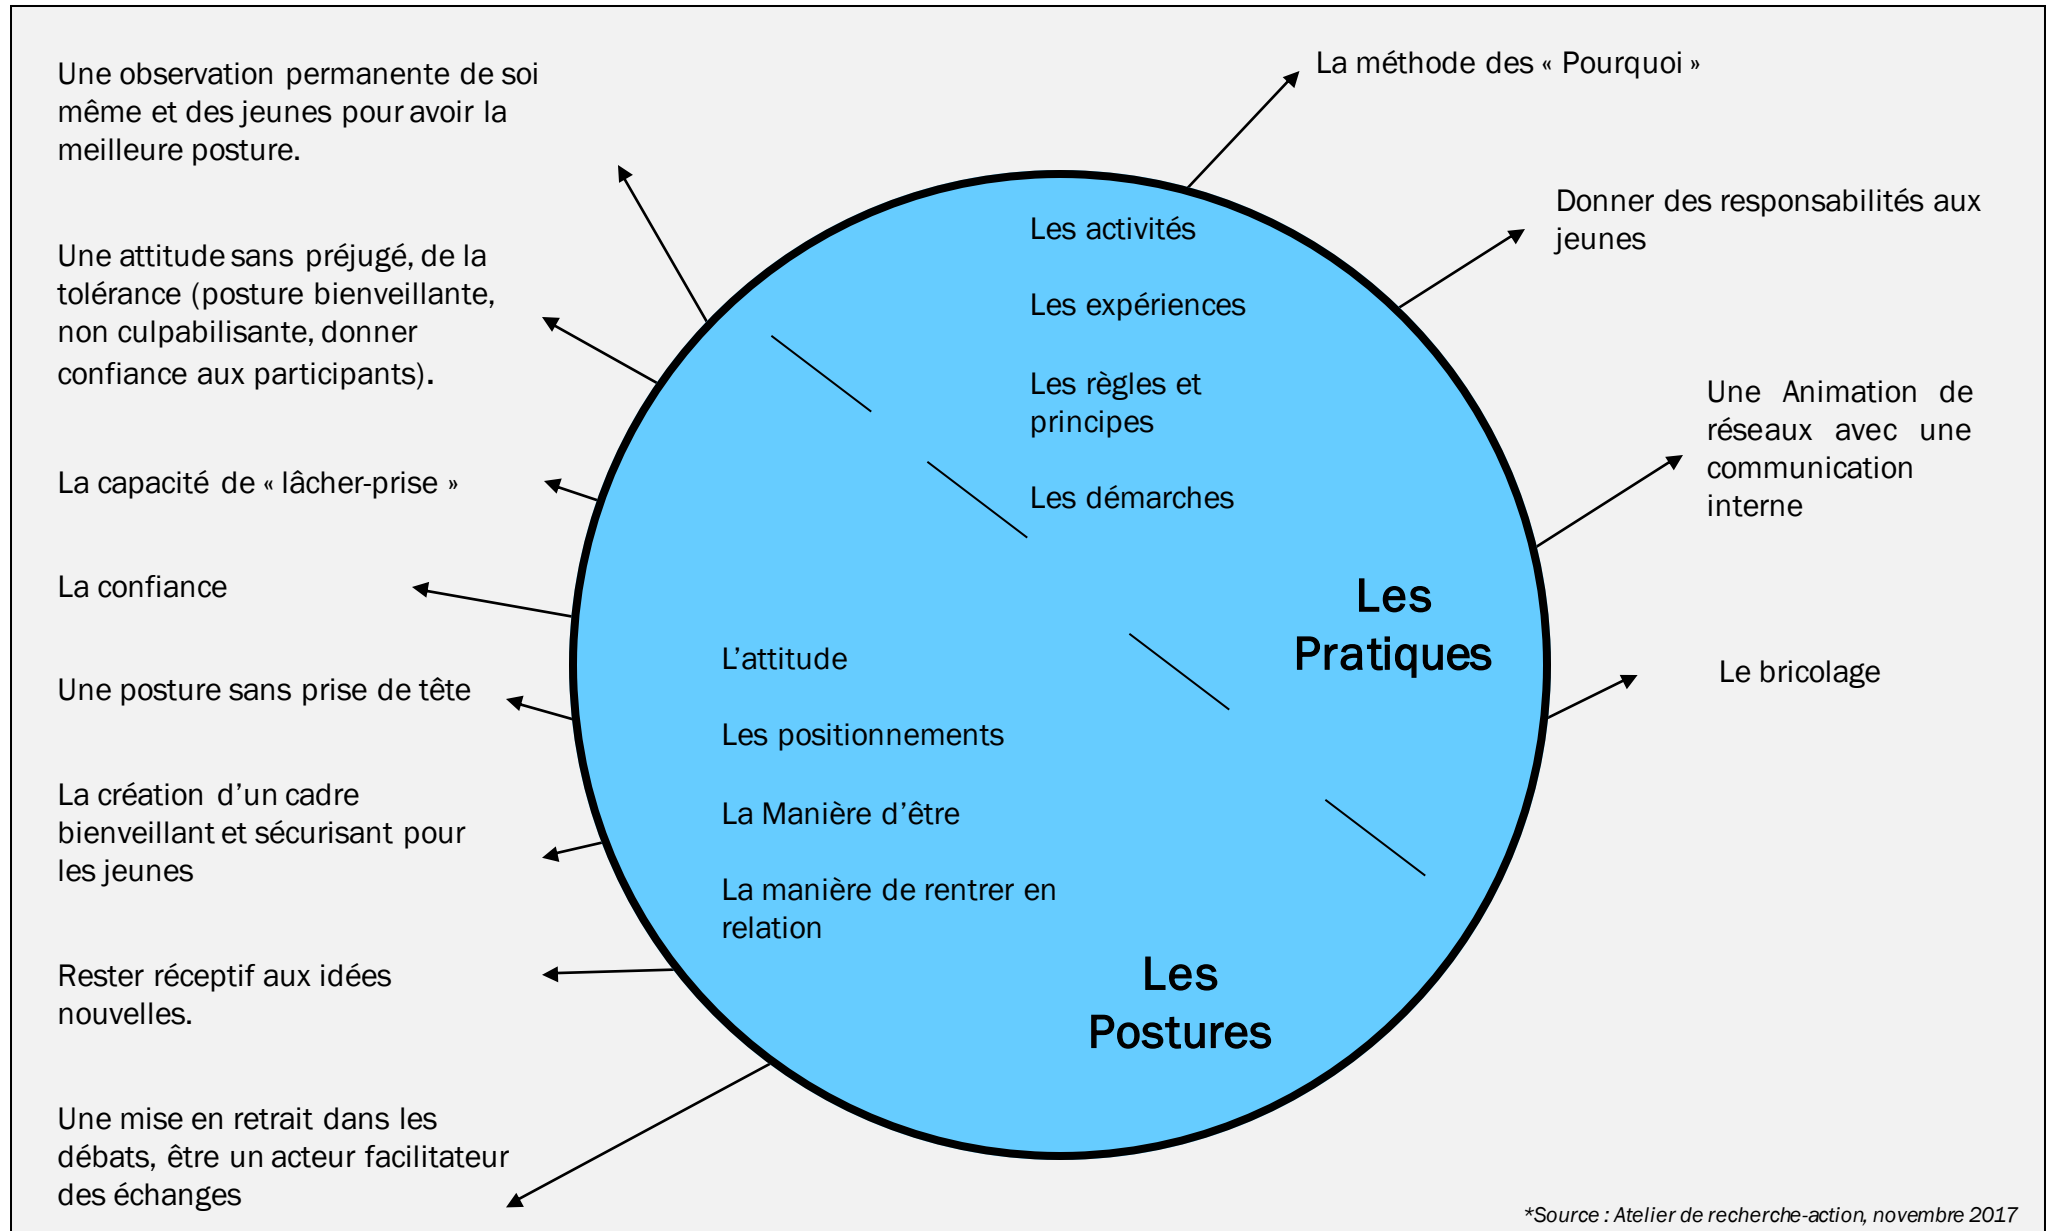 Une observation permanente de soi
même et des jeunes pour avoir la
meilleure posture.
Une attitude sans préjugé, de la
tolérance (posture bienveillante,
non culpabilisante, donner
confiance aux participants).
La capacité de « lâcher-prise »
La confiance
Une posture sans prise de tête
La création d’un cadre
bienveillant et sécurisant pour
les jeunes
Rester réceptif aux idées
nouvelles.
Une mise en retrait dans les
débats, être un acteur facilitateur
des échanges
Les activités
Les expériences
Les règles et
principes
Les démarches
Les
Pratiques
L’attitude
Les positionnements
La Manière d’être
La manière de rentrer en
relation
Les
Postures
La méthode des « Pourquoi »
Donner des responsabilités aux
jeunes
Une Animation de
réseaux avec une
communication
interne
Le bricolage
*Source : Atelier de recherche-action, novembre 2017